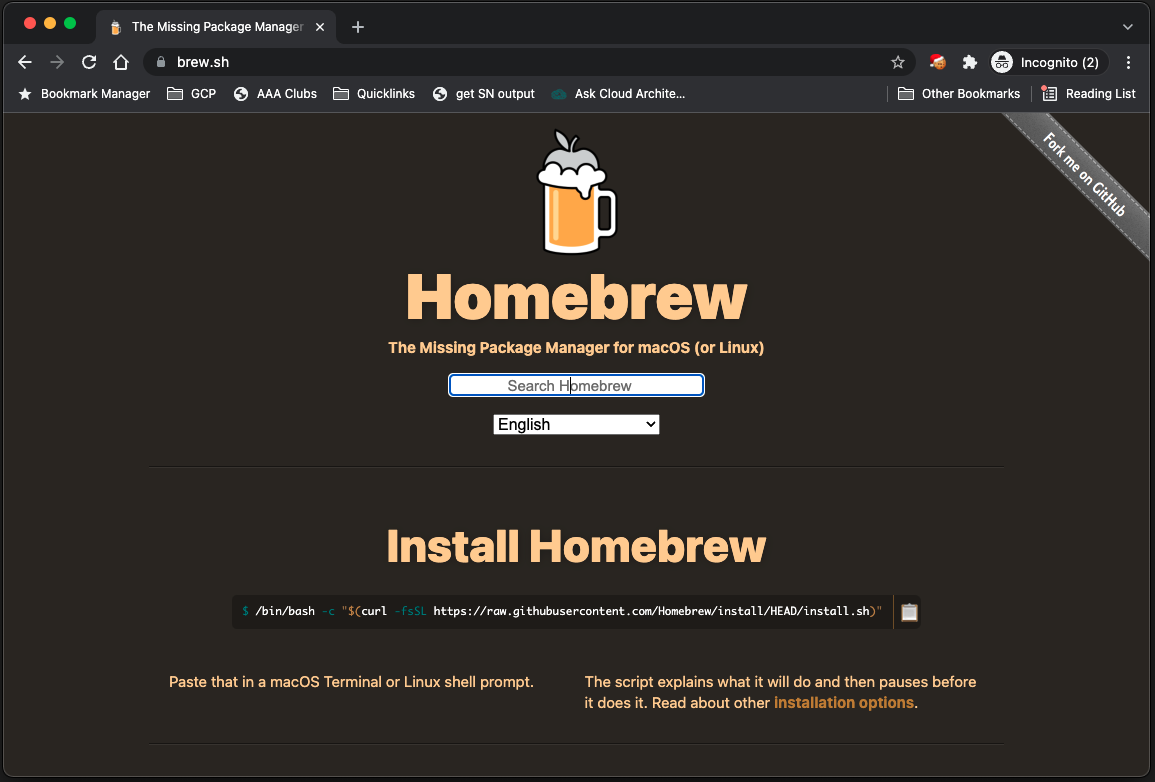 The Missing Package Manager
brew.sh
Incognito (2)
Bookmark Manager
GCP
AAA Clubs
Quicklinks
get SN output
Ask Cloud Archite...
Other Bookmarks
Reading List
Fork me on GitHub
Homebrew
The Missing Package Manager for macOS (or Linux)
Search Homebrew
English
Install Homebrew
$ /bin/bash -c "$(curl -fsSL https://raw.githubusercontent.com/Homebrew/install/HEAD/install.sh)"
Paste that in a macOS Terminal or Linux shell prompt.
The script explains what it will do and then pauses before
it does it. Read about other installation options.